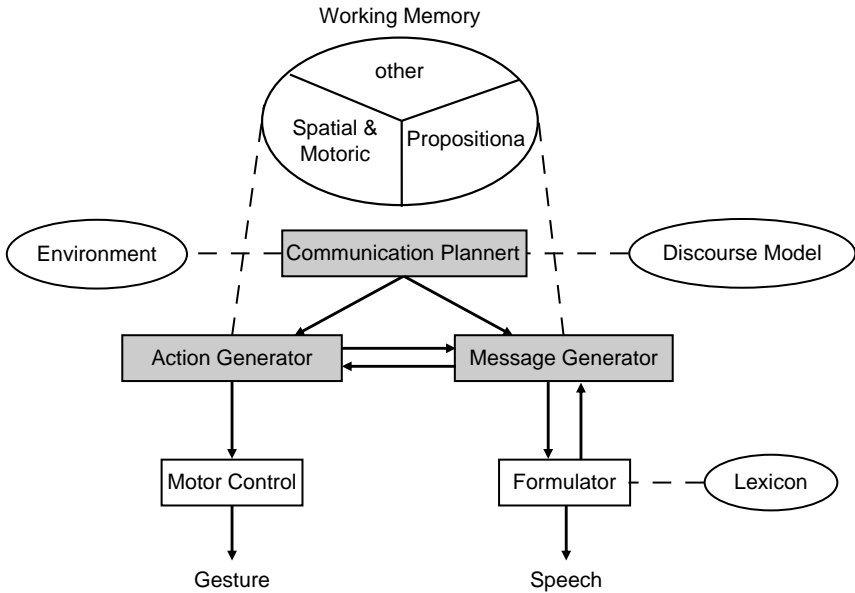 Working Memory
other
Spatial &
Motoric
Propositiona
Environment
Communication Plannert
Discourse Model
Action Generator
Message Generator
Motor Control
Formulator
Lexicon
Gesture
Speech